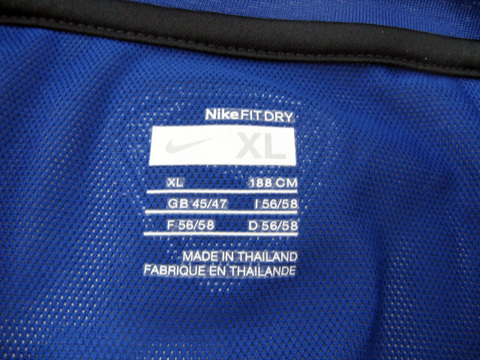 NikeFIT DRY
XL
XL 188 CM
GB 45/47 I 56/58
F 56/58 D 56/58
MADE IN THAILAND
FABRIQUE EN THAILANDE